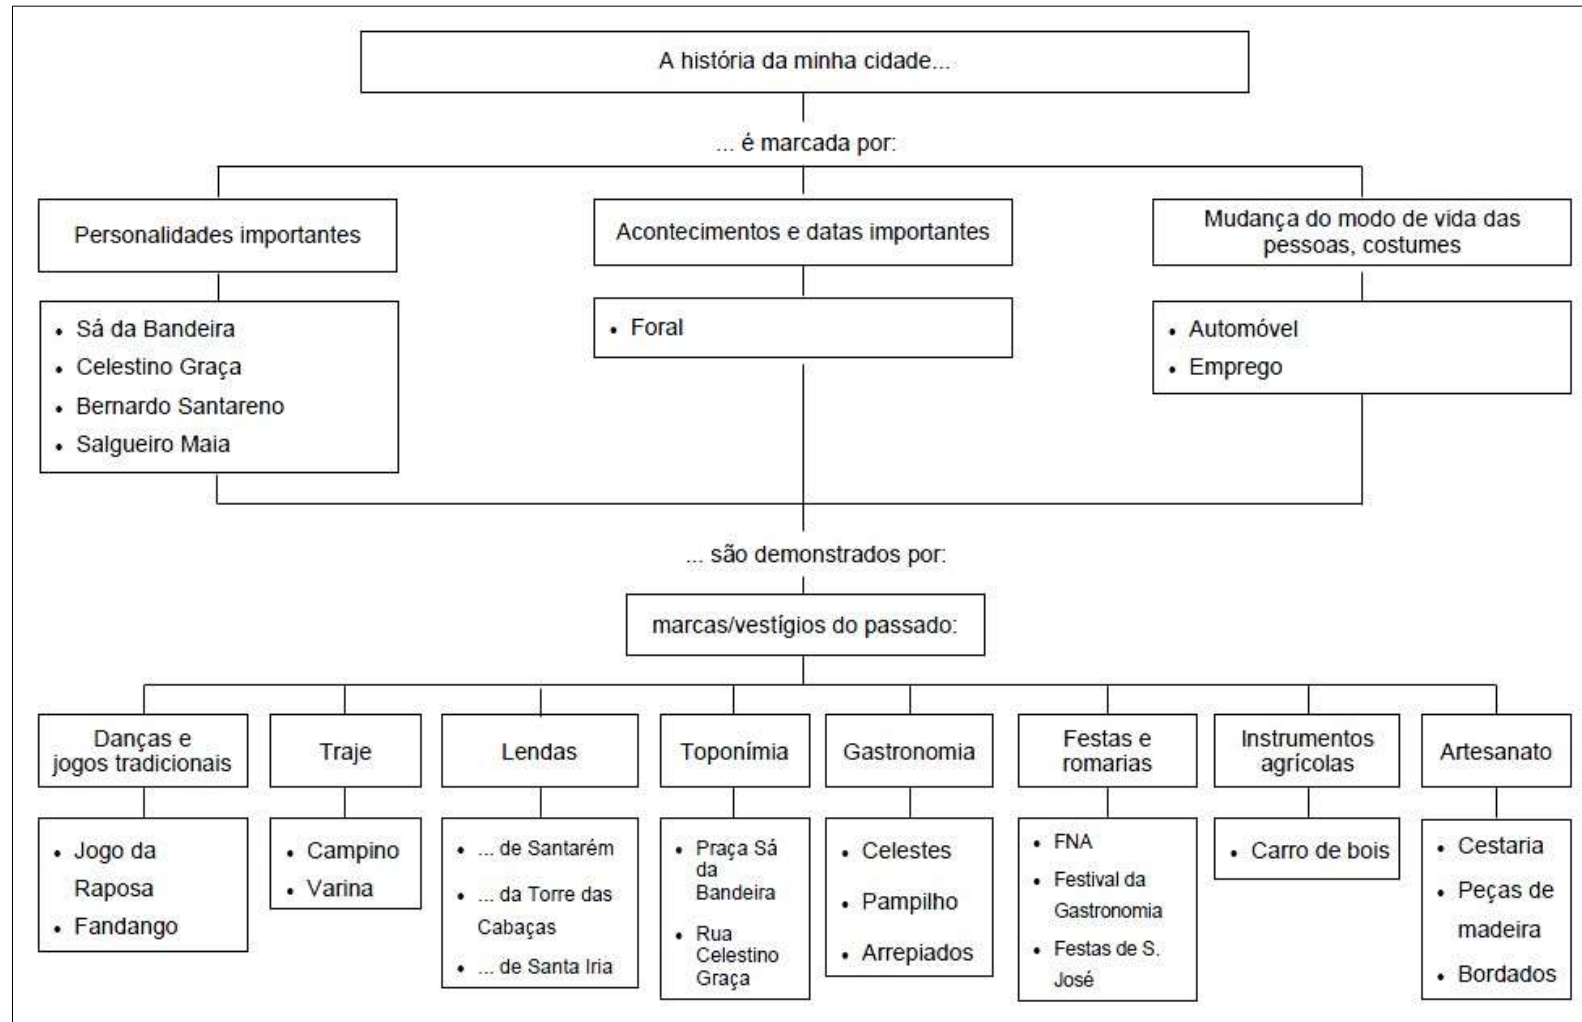 A história da minha cidade...
... é marcada por:
Personalidades importantes
• Sá da Bandeira
• Celestino Graça
• Bernardo Santareno
• Salgueiro Maia
Acontecimentos e datas importantes
• Foral
Mudança do modo de vida das
pessoas, costumes
• Automóvel
• Emprego
... são demonstrados por:
marcas/vestígios do passado:
Danças e
jogos tradicionais
• Jogo da
Raposa
• Fandango
Traje
• Campino
• Varina
Lendas
• ... de Santarém
• ... da Torre das
Cabaças
• ... de Santa Iria
Toponímia
• Praça Sá
da
Bandeira
• Rua
Celestino
Graça
Gastronomia
• Celestes
• Pampilho
• Arrepiados
Festas e
romarias
• FNA
• Festival da
Gastronomia
• Festas de S.
José
Instrumentos
agrícolas
• Carro de bois
Artesanato
• Cestaria
• Peças de
madeira
• Bordados